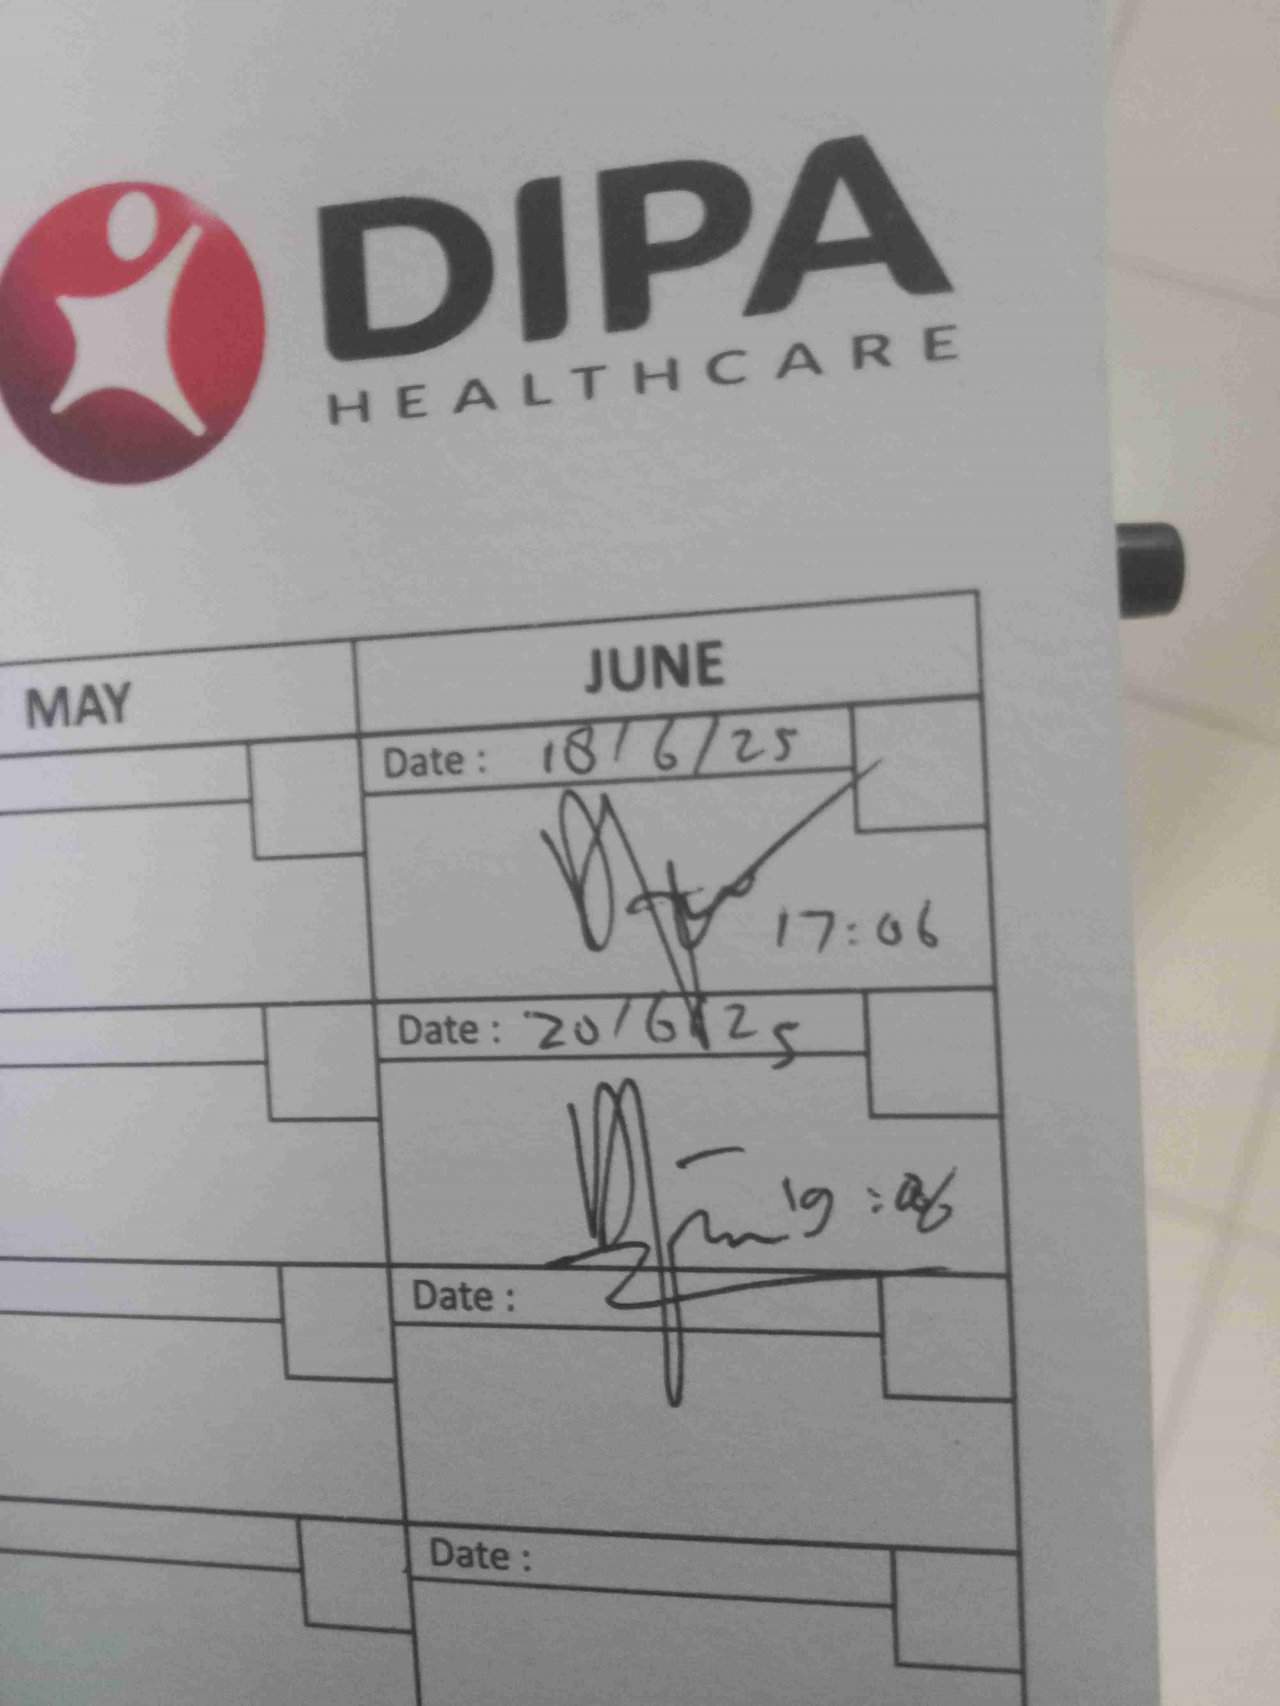 DIPA
HEALTHCARE
MAY
JUNE
Date : 18/6/25
17:06
Date : 20/6/25
19:06
Date :
Date :